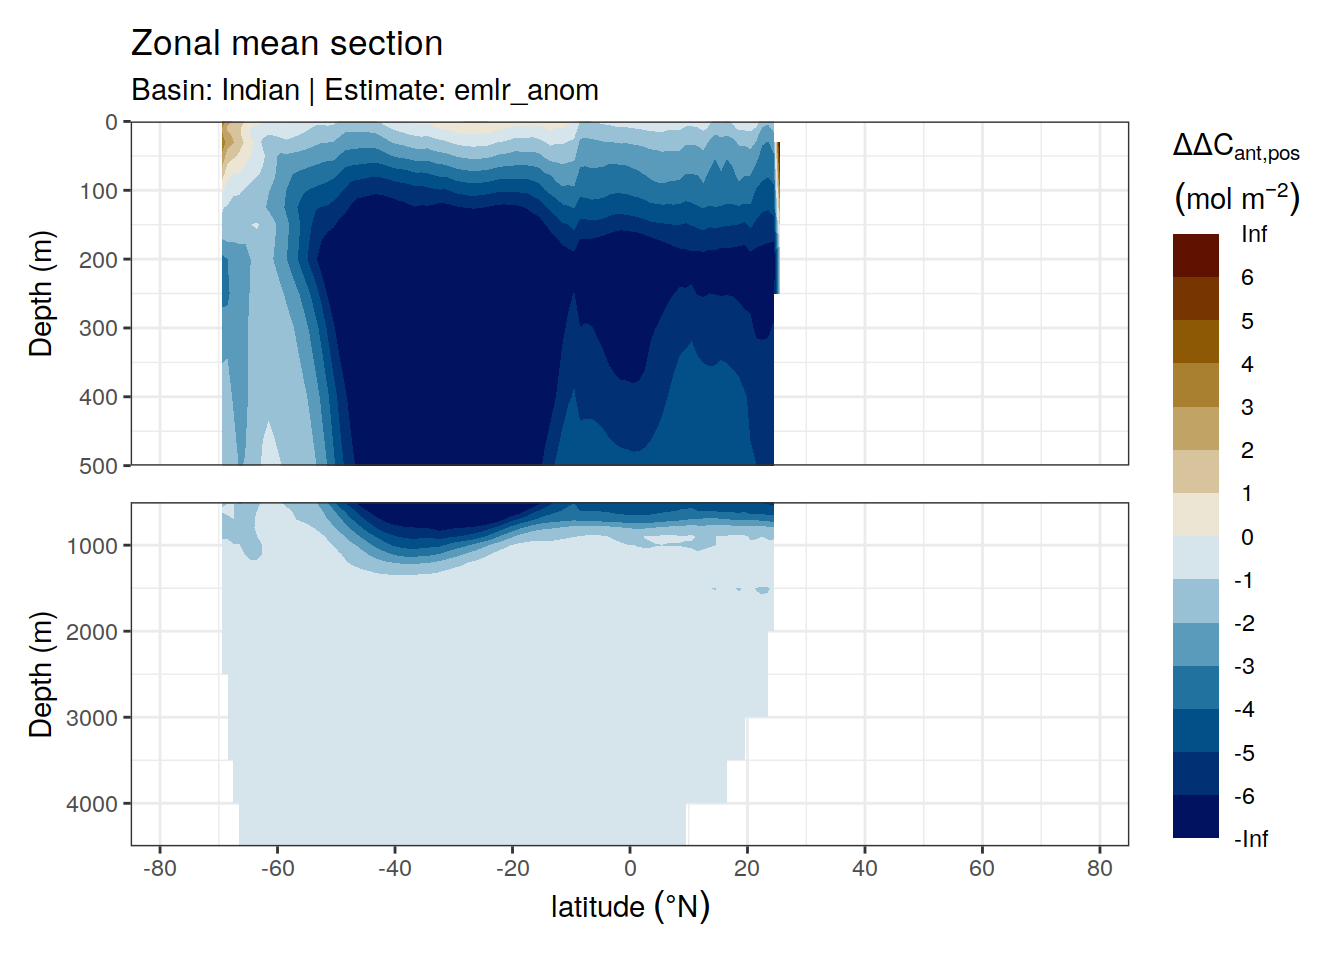 Zonal mean section
Basin: Indian | Estimate: emlr_anom
0
100
200
300
400
500
Depth (m)
1000
2000
3000
4000
Depth (m)
-80 -60 -40 -20 0 20 40 60 80
latitude (°N)
ΔΔCant,pos
(mol m−2)
Inf
6
5
4
3
2
1
0
-1
-2
-3
-4
-5
-6
-Inf